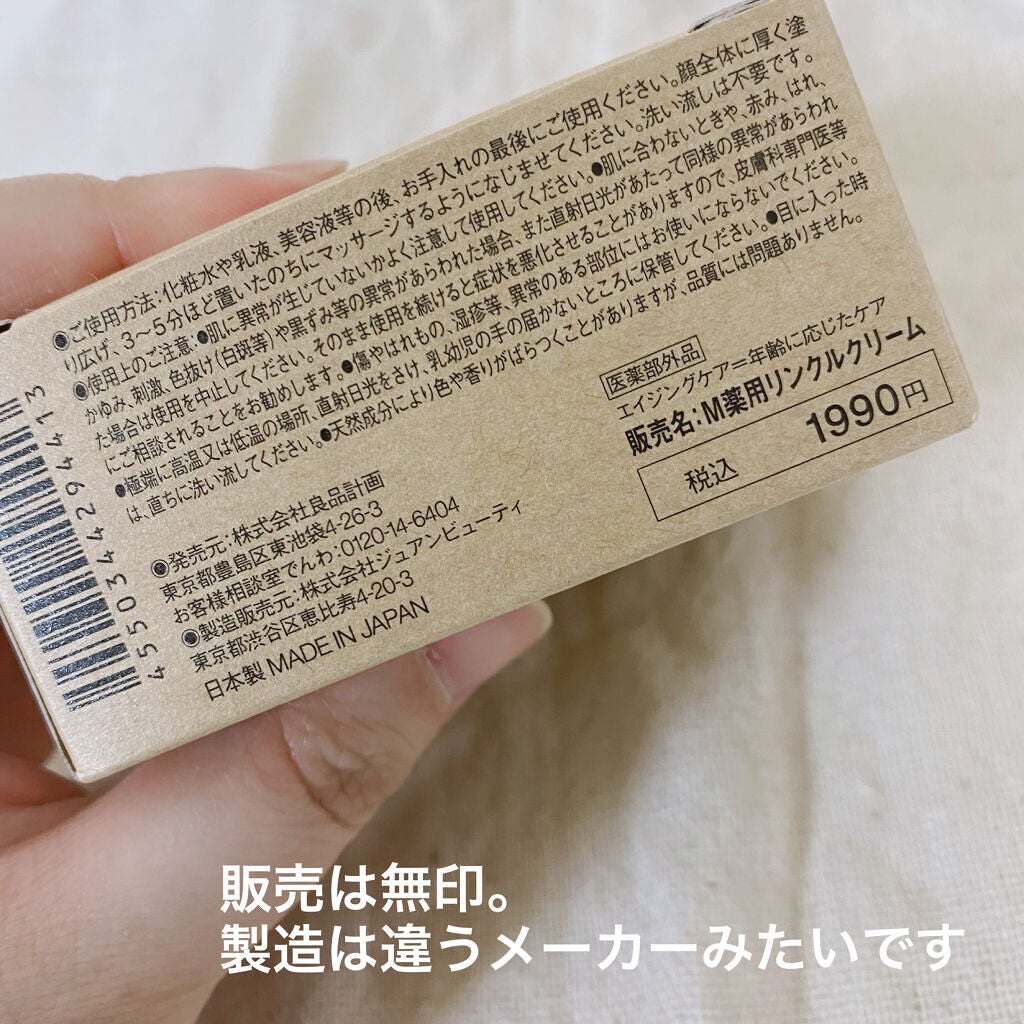 ●ご使用方法：化粧水や乳液、美容液等の後、お手入れの最後にご使用ください。顔全体に厚く塗
り広げ、3～5分ほど置いたのちにマッサージするようになじませてください。洗い流しは不要です。
●使用上のご注意：●肌に異常が生じていないかよく注意して使用してください。●肌に合わないときや、赤み、はれ、
かゆみ、刺激、色抜け（白斑等）や黒ずみ等の異常があらわれた場合、また直射日光があたって同様の異常があらわれ
た場合は使用を中止してください。そのまま使用を続けると症状を悪化させることがありますので、皮膚科専門医等
にご相談されることをお勧めします。●傷やはれもの、湿疹等、異常のある部位にはお使いにならないでください。
●極端に高温又は低温の場所、直射日光をさけ、乳幼児の手の届かないところに保管してください。●目に入った時
は、直ちに洗い流してください。●天然成分により色や香りがばらつくことがありますが、品質には問題ありません。
医薬部外品
エイジングケア＝年齢に応じたケア
販売名：M薬用リンクルクリーム
税込 1990円
●発売元：株式会社良品計画
東京都豊島区東池袋4-26-3
お客様相談室でんわ：0120-14-6404
●製造販売元：株式会社ジュアンビューティ
東京都渋谷区恵比寿4-20-3
日本製 MADE IN JAPAN
4550344294413
販売は無印。
製造は違うメーカーみたいです